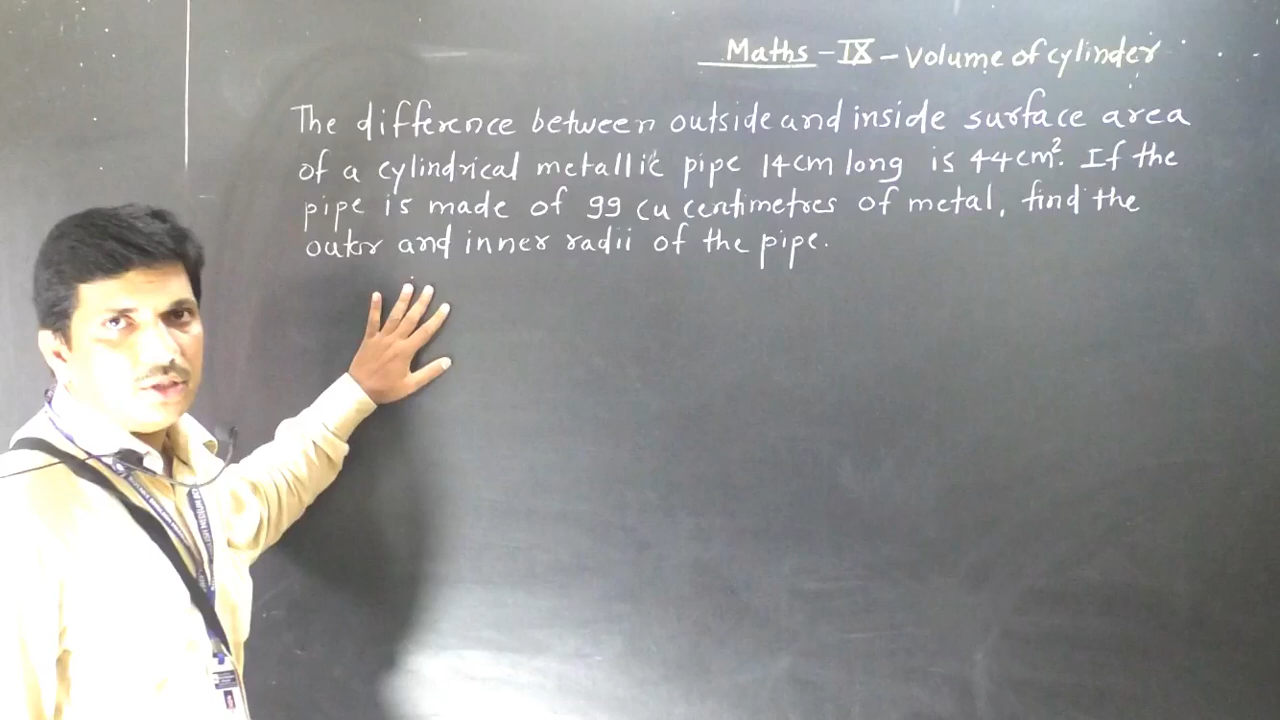 Maths - IX - Volume of cylinder
The difference between outside and inside surface area
of a cylindrical metallic pipe 14cm long is 44cm². If the
pipe is made of 99 cu centimetres of metal, find the
outer and inner radii of the pipe.